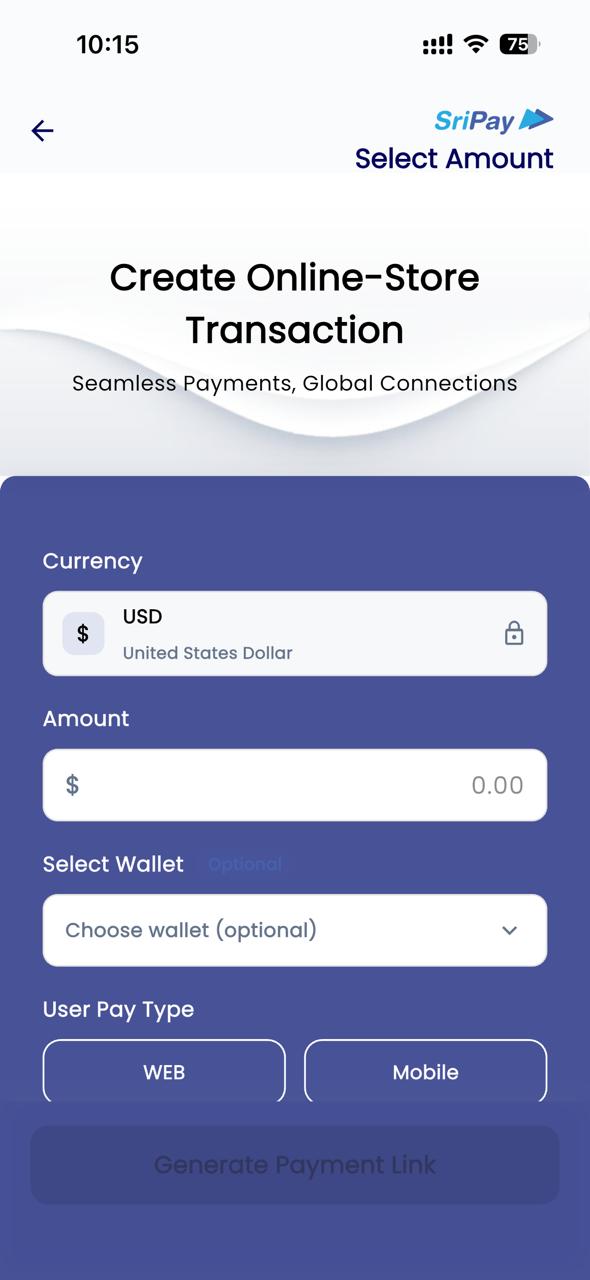 10:15
75
SriPay
Select Amount
Create Online-Store
Transaction
Seamless Payments, Global Connections
Currency
$
USD
United States Dollar
Amount
$ 0.00
Select Wallet Optional
Choose wallet (optional)
User Pay Type
WEB Mobile
Generate Payment Link